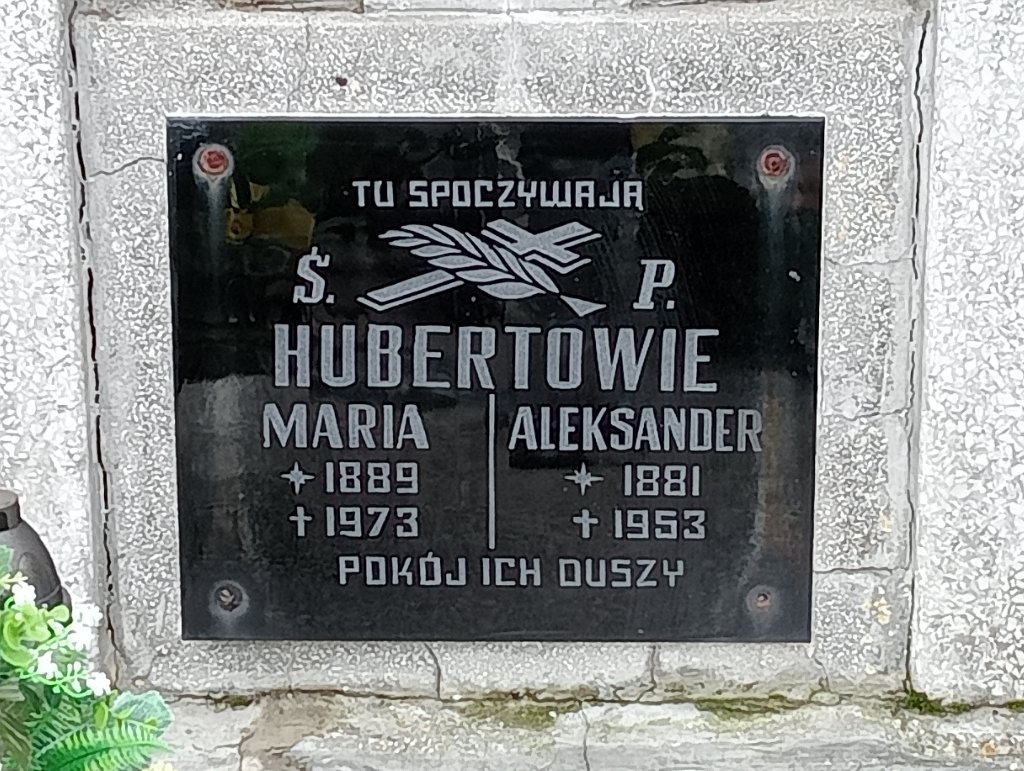 TU SPOCZYWAJĄ
Ś. P.
HUBERTOWIE
MARIA ALEKSANDER
1889 1881
1973 1953
POKÓJ ICH DUSZY